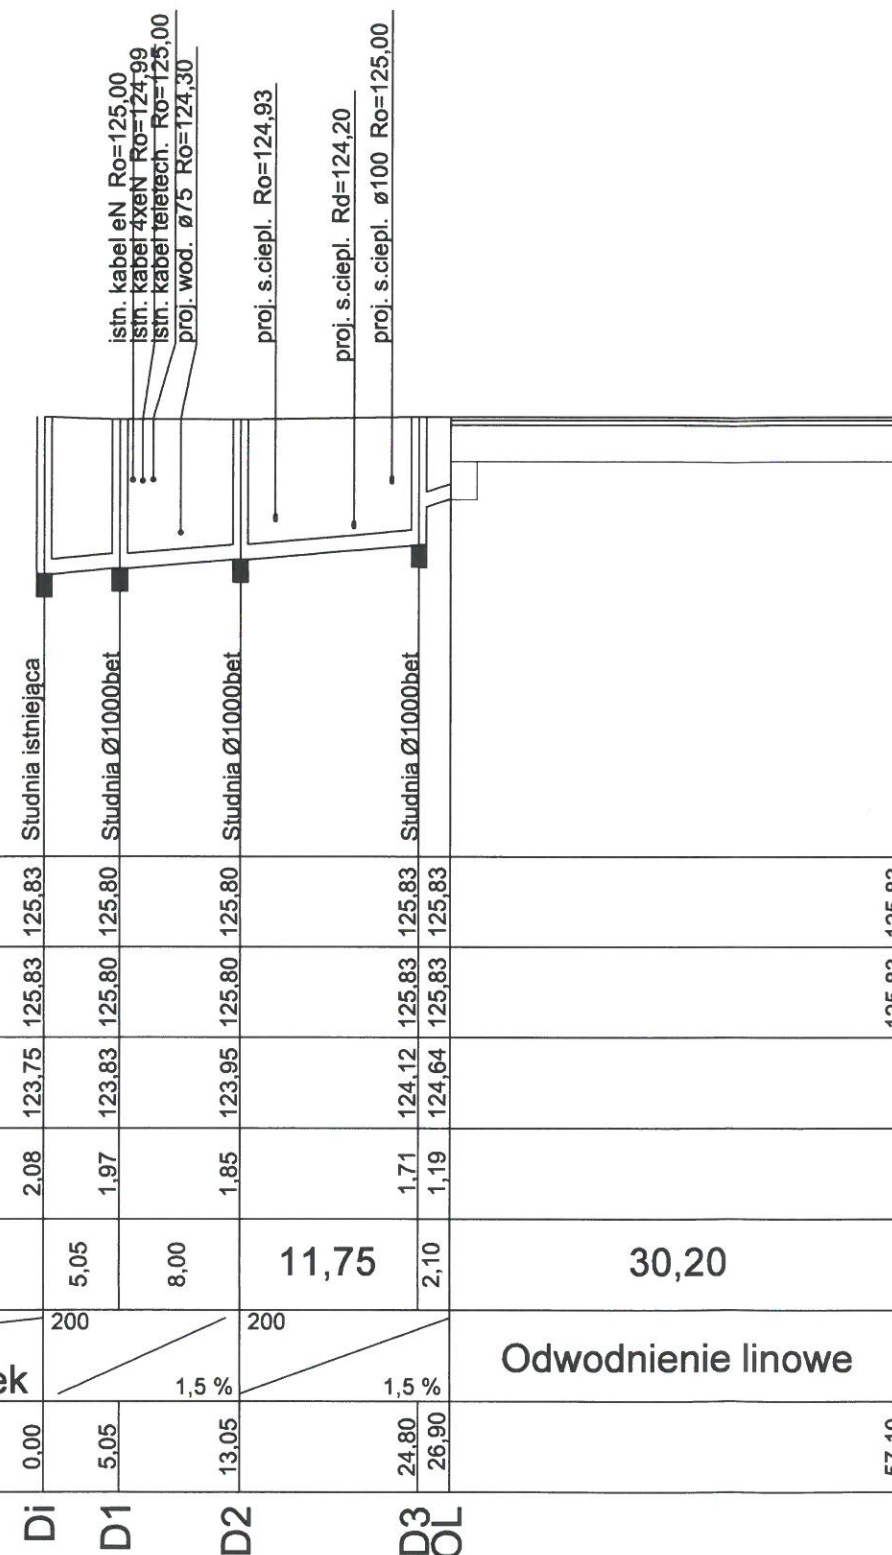 istn. kabel eN Ro=125,00
istn. kabel 4xeN Ro=124,99
istn. kabel teletech. Ro=125,00
proj. wod. ø75 Ro=124,30
proj. s.ciepl. Ro=124,93
proj. s.ciepl. Rd=124,20
proj. s.ciepl. ø100 Ro=125,00
Studnia istniejąca
Studnia Ø1000bet
Studnia Ø1000bet
Studnia Ø1000bet
125,83 125,80 125,80 125,83 125,83 125,83
125,83 125,80 125,80 125,83 125,83 125,83
123,75 123,83 123,95 124,12 124,64
2,08 1,97 1,85 1,71 1,19
5,05 8,00 11,75 2,10 30,20
200 200
1,5 % 1,5 %
Odwodnienie linowe
0,00 5,05 13,05 24,80 26,90 57,10
Di D1 D2 D3 OL